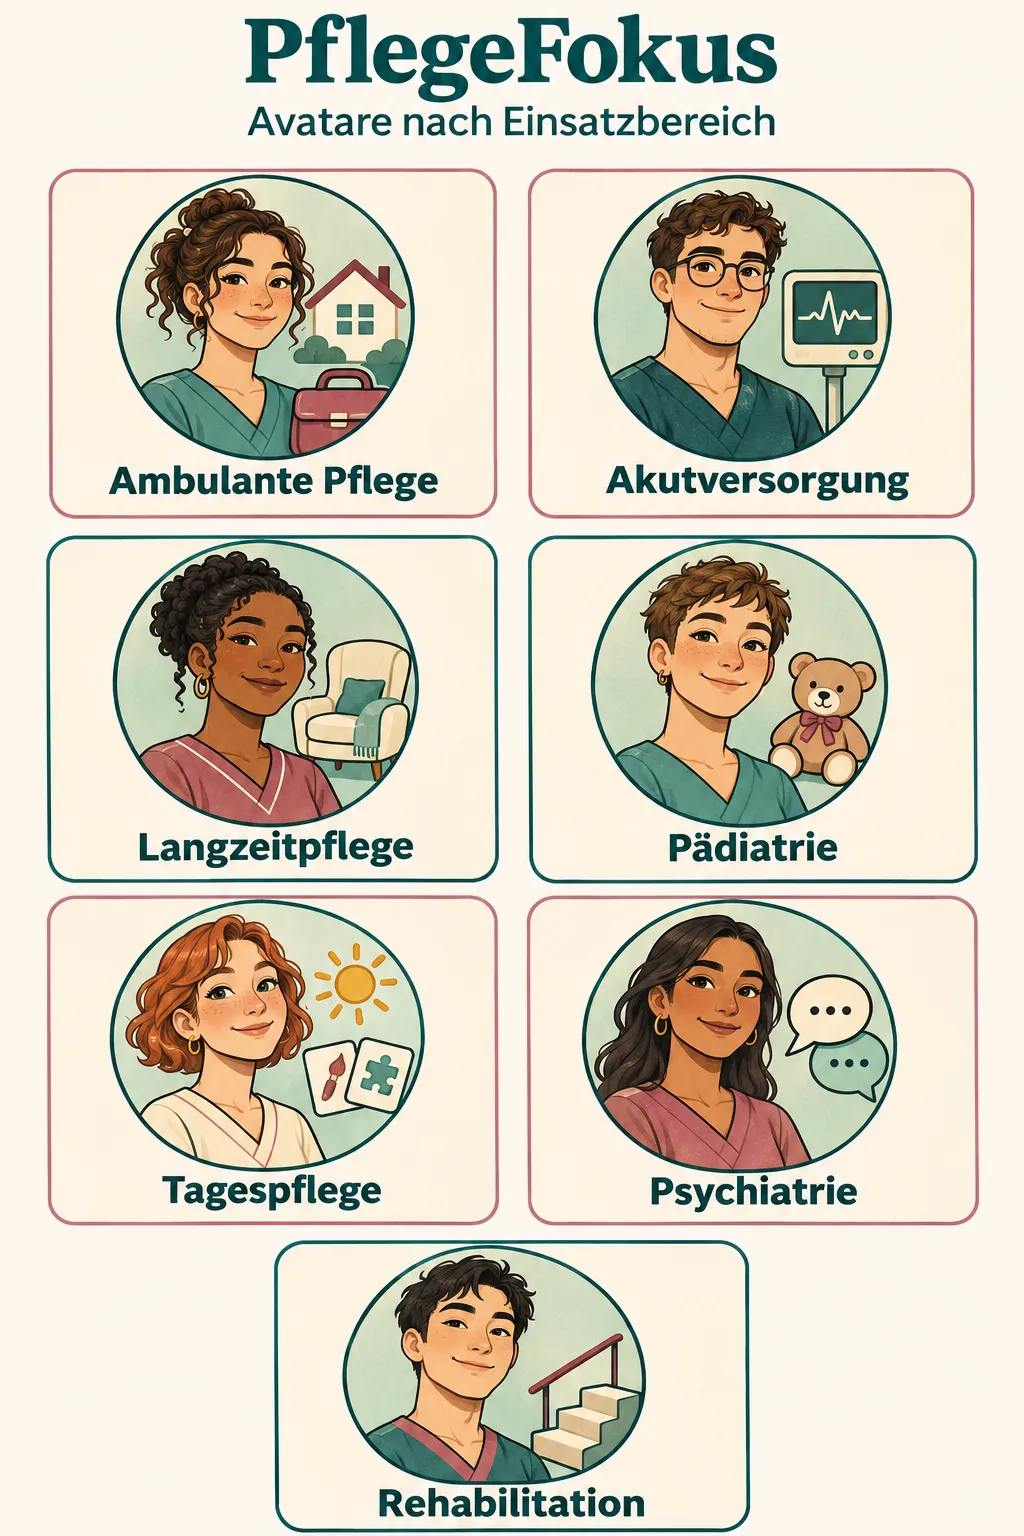 PflegeFokus
Avatare nach Einsatzbereich
Ambulante Pflege
Akutversorgung
Langzeitpflege
Pädiatrie
Tagespflege
Psychiatrie
Rehabilitation